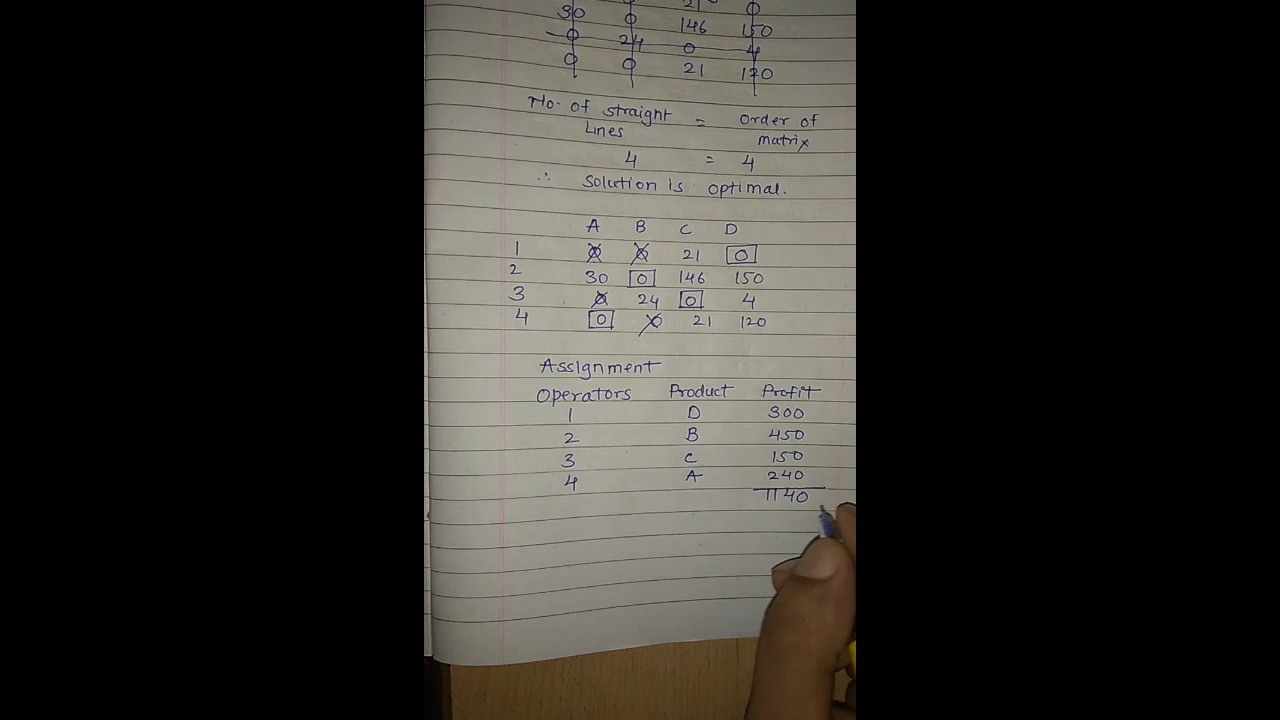 21 0
30 0 146 150
0 24 0 4
0 0 21 120
No. of straight Lines = order of matrix
4 = 4
∴ Solution is optimal.
A B C D
1 0 0 21 0
2 30 0 146 150
3 0 24 0 4
4 0 0 21 120
Assignment
Operators Product Profit
1 D 300
2 B 450
3 C 150
4 A 240
1140